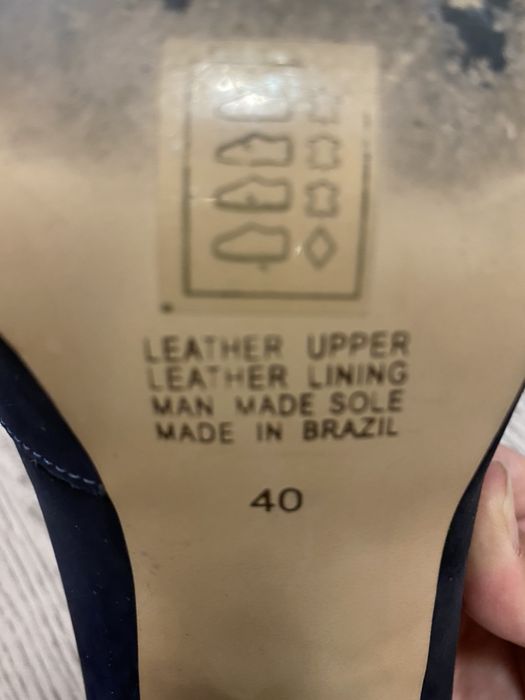 LEATHER UPPER
LEATHER LINING
MAN MADE SOLE
MADE IN BRAZIL
40